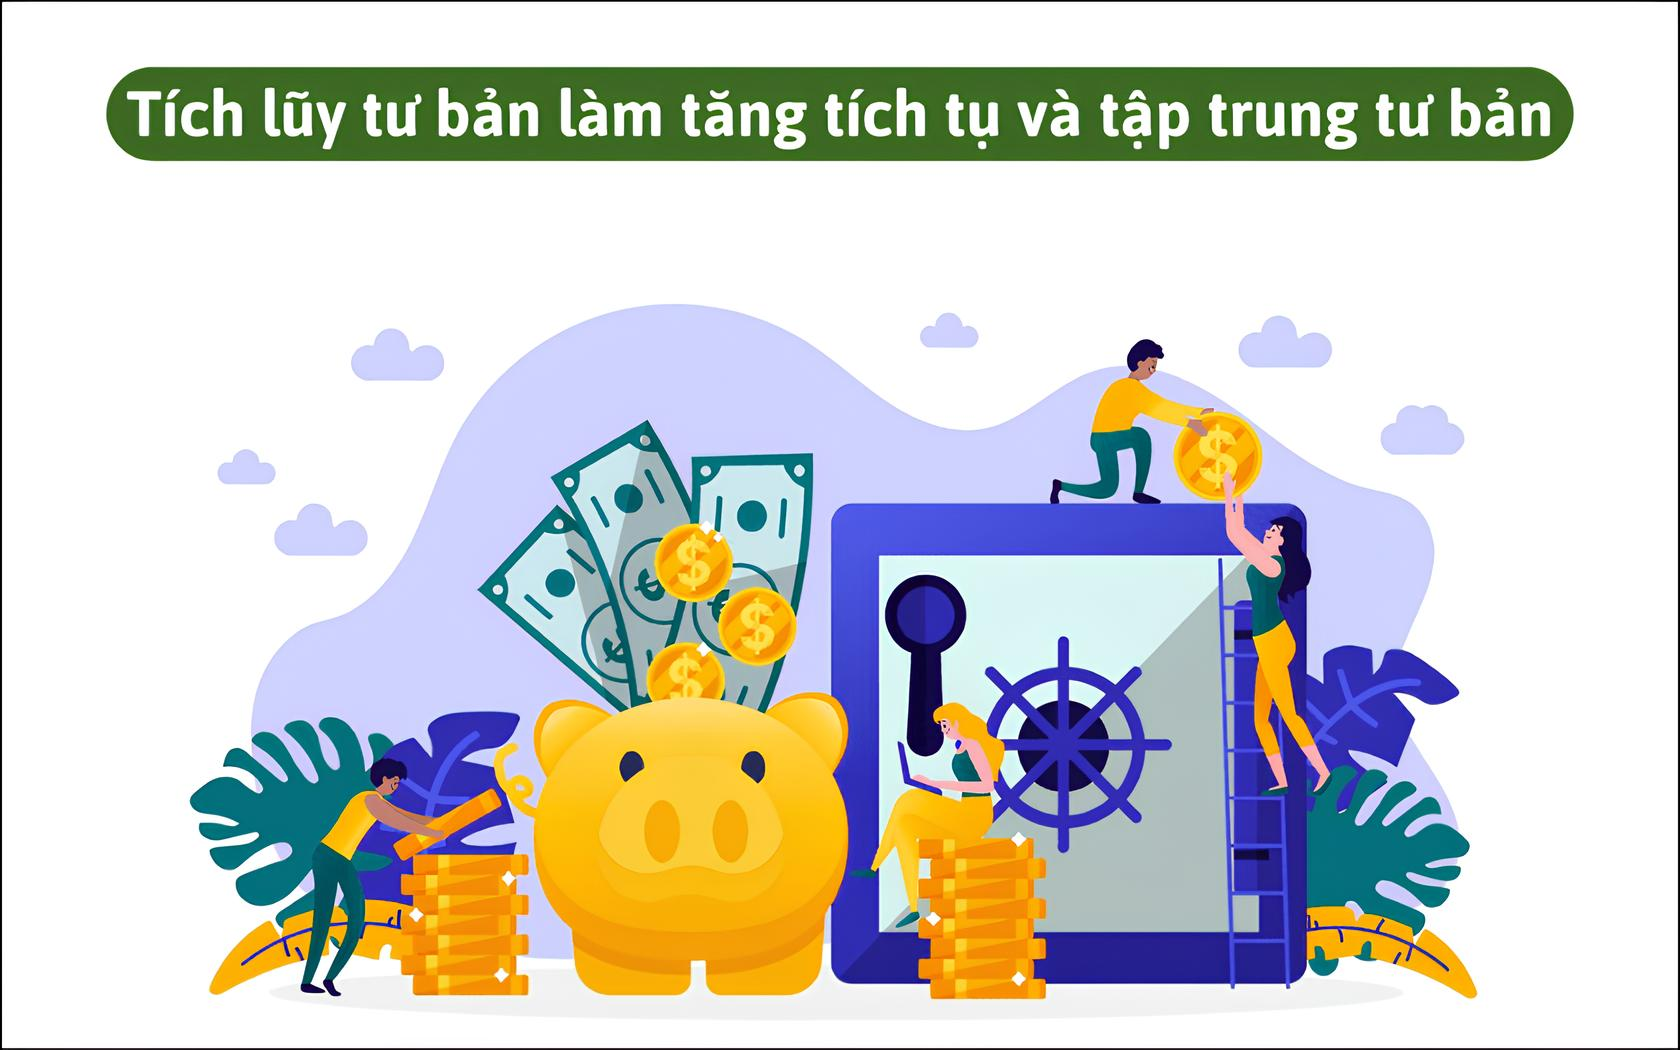 Tích lũy tư bản làm tăng tích tụ và tập trung tư bản